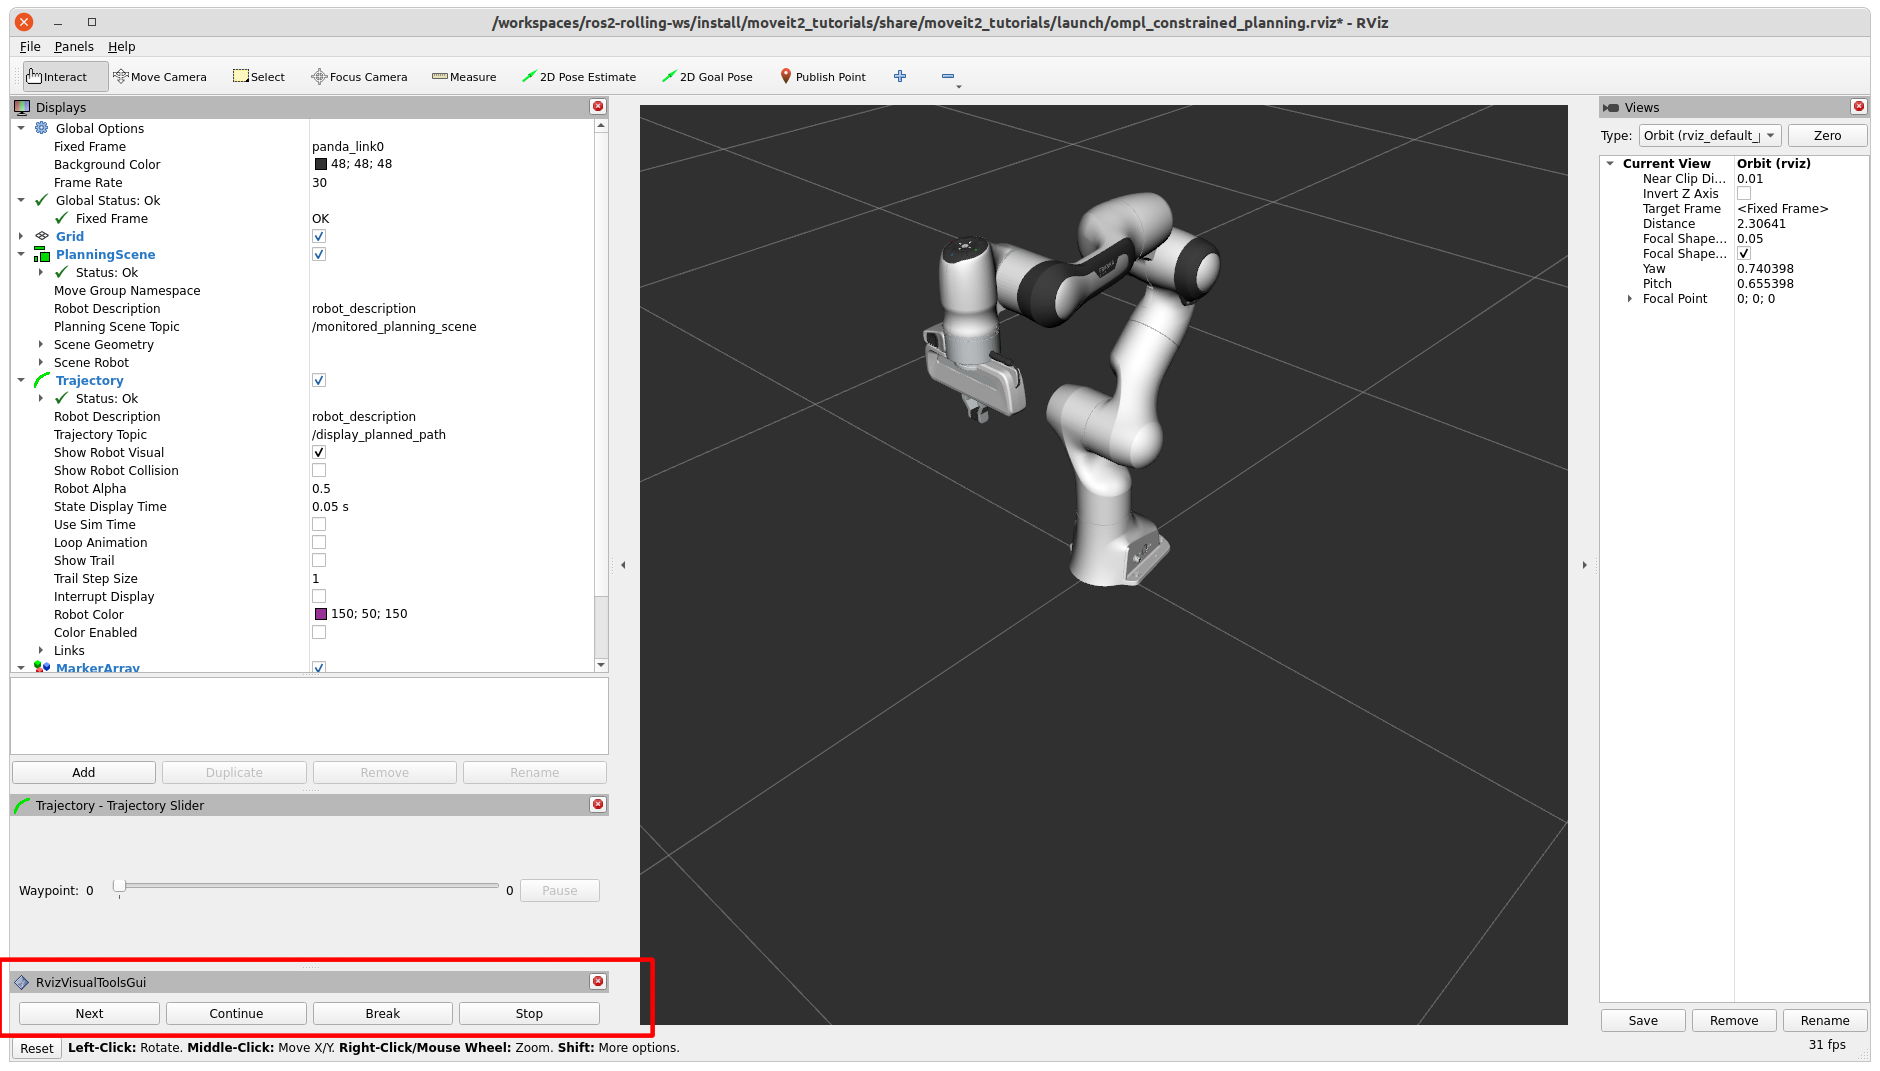 /workspaces/ros2-rolling-ws/install/moveit2_tutorials/share/moveit2_tutorials/launch/ompl_constrained_planning.rviz* - RViz
File Panels Help
Interact Move Camera Select Focus Camera Measure 2D Pose Estimate 2D Goal Pose Publish Point
Displays
Global Options
Fixed Frame panda_link0
Background Color 48; 48; 48
Frame Rate 30
Global Status: Ok
Fixed Frame OK
Grid
PlanningScene
Status: Ok
Move Group Namespace
Robot Description robot_description
Planning Scene Topic /monitored_planning_scene
Scene Geometry
Scene Robot
Trajectory
Status: Ok
Robot Description robot_description
Trajectory Topic /display_planned_path
Show Robot Visual
Show Robot Collision
Robot Alpha 0.5
State Display Time 0.05 s
Use Sim Time
Loop Animation
Show Trail
Trail Step Size 1
Interrupt Display
Robot Color 150; 50; 150
Color Enabled
Links
MarkerArray
Add Duplicate Remove Rename
Trajectory - Trajectory Slider
Waypoint: 0 0 Pause
RvizVisualToolsGui
Next Continue Break Stop
Reset Left-Click: Rotate. Middle-Click: Move X/Y. Right-Click/Mouse Wheel: Zoom. Shift: More options.
Views
Type: Orbit (rviz_default_ Zero
Current View Orbit (rviz)
Near Clip Di... 0.01
Invert Z Axis
Target Frame <Fixed Frame>
Distance 2.30641
Focal Shape... 0.05
Focal Shape...
Yaw 0.740398
Pitch 0.655398
Focal Point 0; 0; 0
Save Remove Rename
31 fps